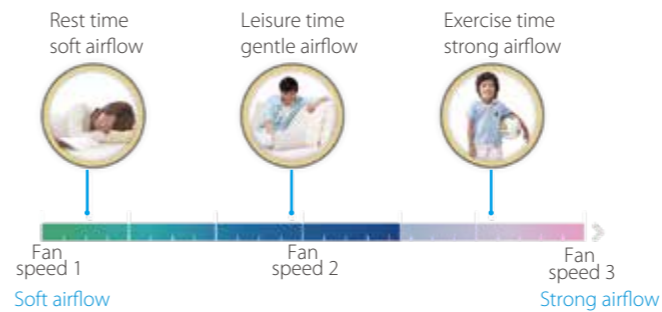 Rest time
soft airflow
Leisure time
gentle airflow
Exercise time
strong airflow
Fan
speed 1
Fan
speed 2
Fan
speed 3
Soft airflow
Strong airflow